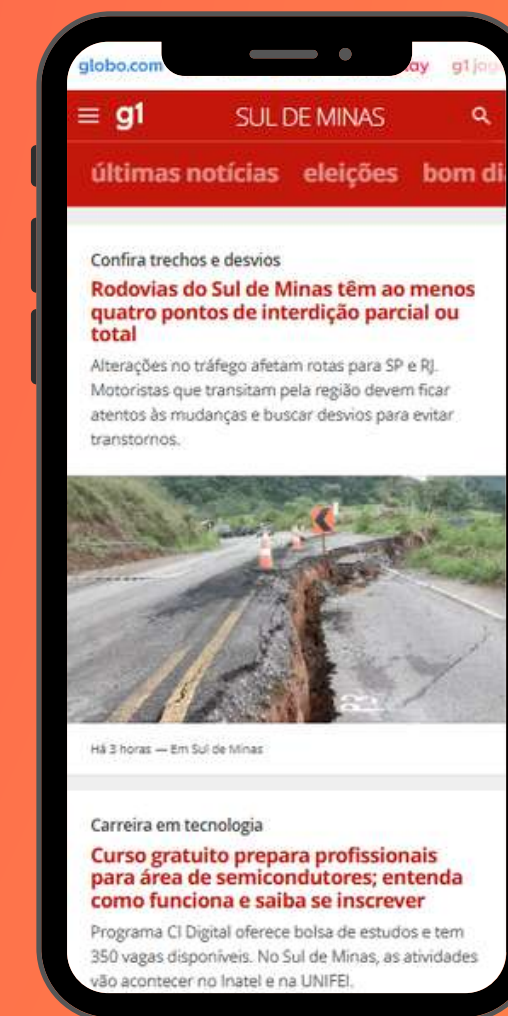 globo.com
g1
SUL DE MINAS
últimas notícias eleições bom di
Confira trechos e desvios
Rodovias do Sul de Minas têm ao menos
quatro pontos de interdição parcial ou
total
Alterações no tráfego afetam rotas para SP e RJ.
Motoristas que transitam pela região devem ficar
atentos às mudanças e buscar desvios para evitar
transtornos.
Há 3 horas — Em Sul de Minas
Carreira em tecnologia
Curso gratuito prepara profissionais
para área de semicondutores; entenda
como funciona e saiba se inscrever
Programa CI Digital oferece bolsa de estudos e tem
350 vagas disponíveis. No Sul de Minas, as atividades
vão acontecer no Inatel e na UNIFEI.